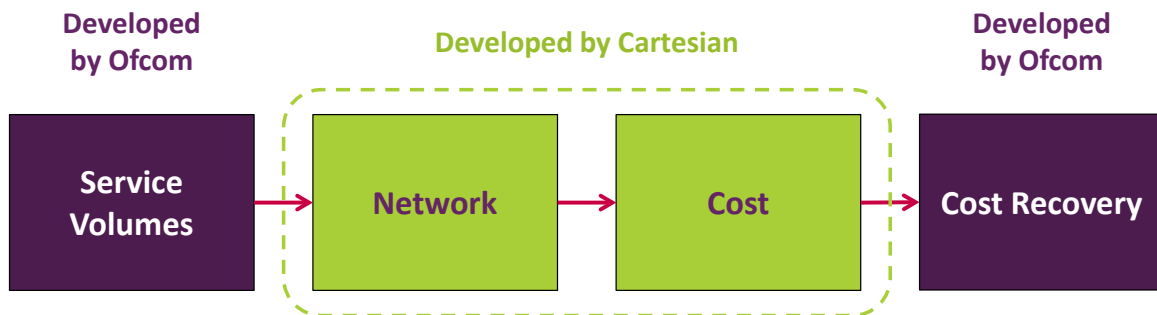 Developed
by Ofcom
Developed by Cartesian
Developed
by Ofcom
Service
Volumes
Network
Cost
Cost Recovery